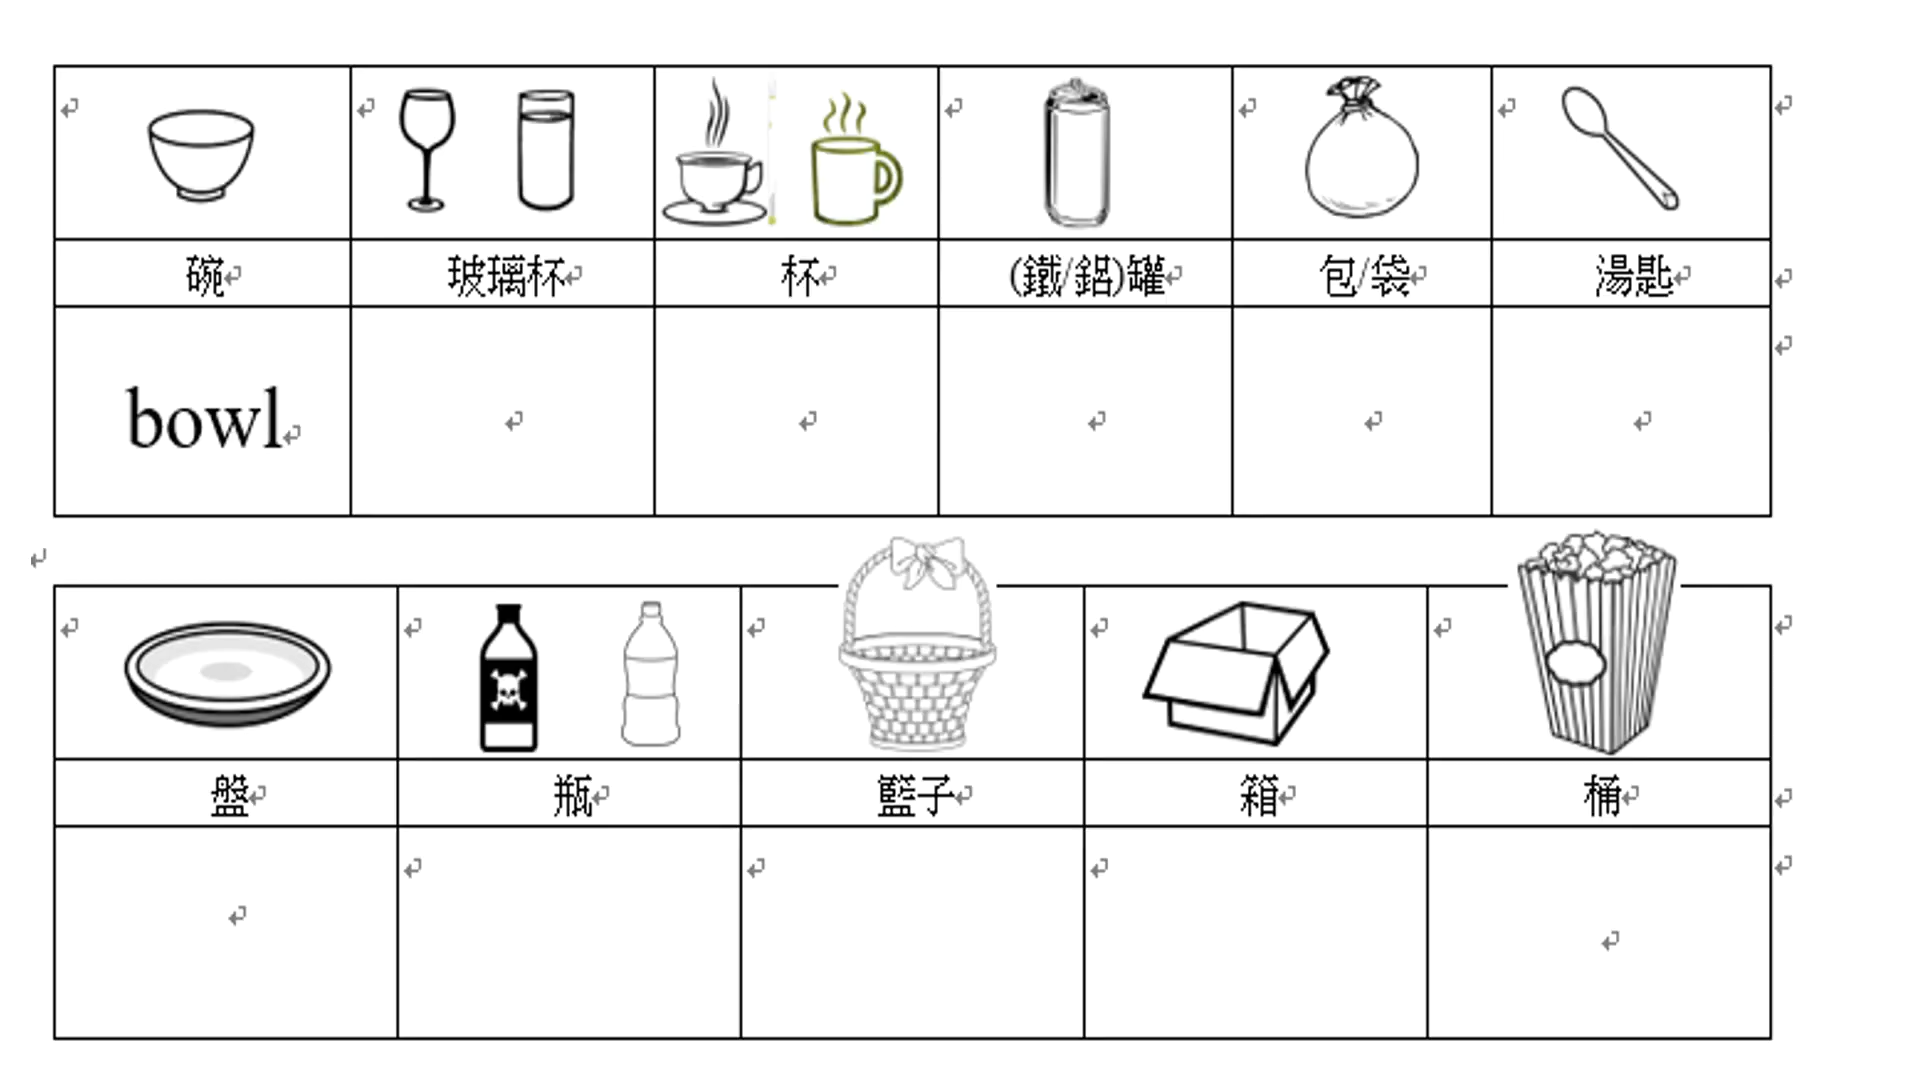 碗 玻璃杯 杯 (鐵/鋁)罐 包/袋 湯匙
bowl
盤 瓶 籃子 箱 桶